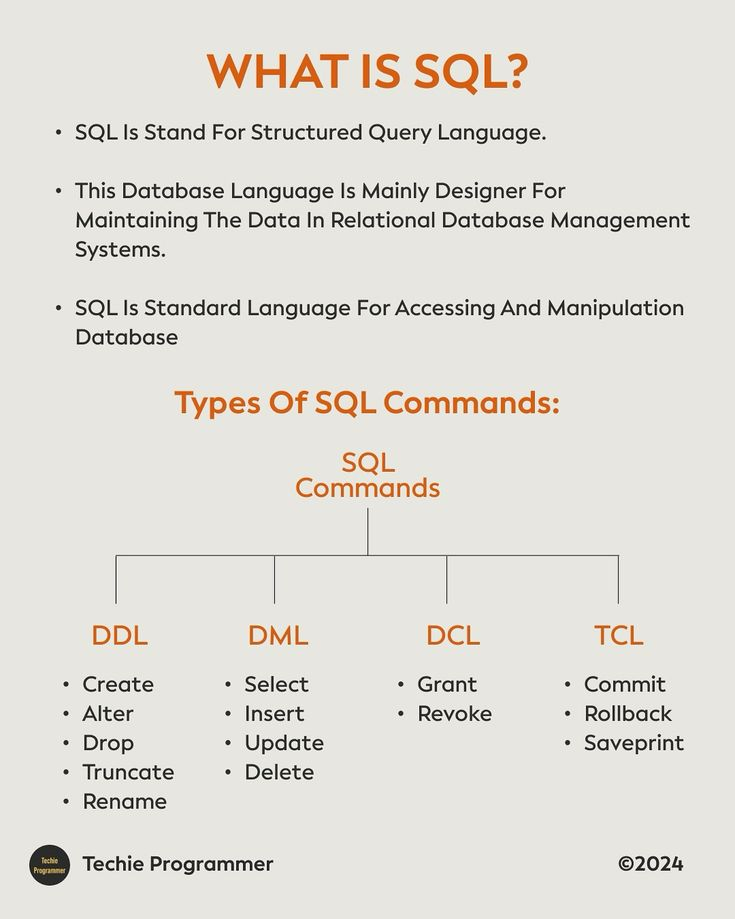 WHAT IS SQL?
• SQL Is Stand For Structured Query Language.
• This Database Language Is Mainly Designer For
Maintaining The Data In Relational Database Management
Systems.
• SQL Is Standard Language For Accessing And Manipulation
Database
Types Of SQL Commands:
SQL
Commands
DDL
• Create
• Alter
• Drop
• Truncate
• Rename
DML
• Select
• Insert
• Update
• Delete
DCL
• Grant
• Revoke
TCL
• Commit
• Rollback
• Saveprint
Techie
Programmer
Techie Programmer
©2024